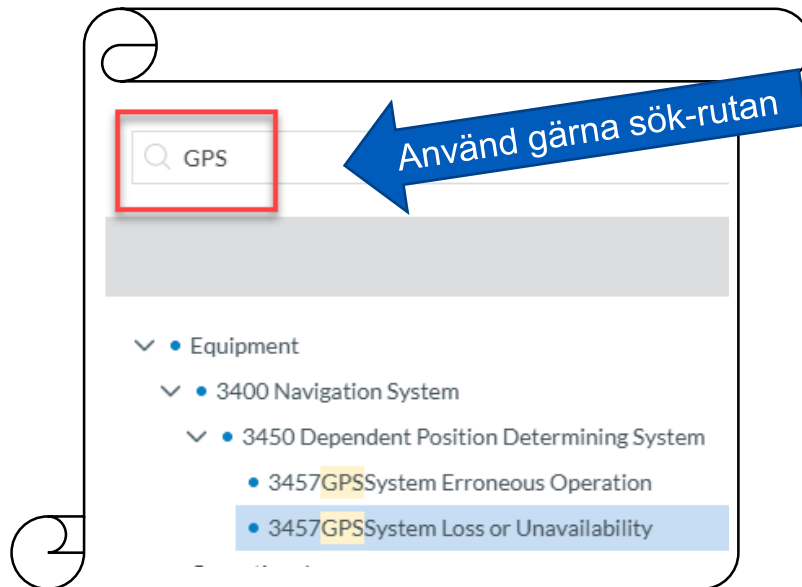 Använd gärna sök-rutan
GPS
Equipment
3400 Navigation System
3450 Dependent Position Determining System
3457GPSSystem Erroneous Operation
3457GPSSystem Loss or Unavailability